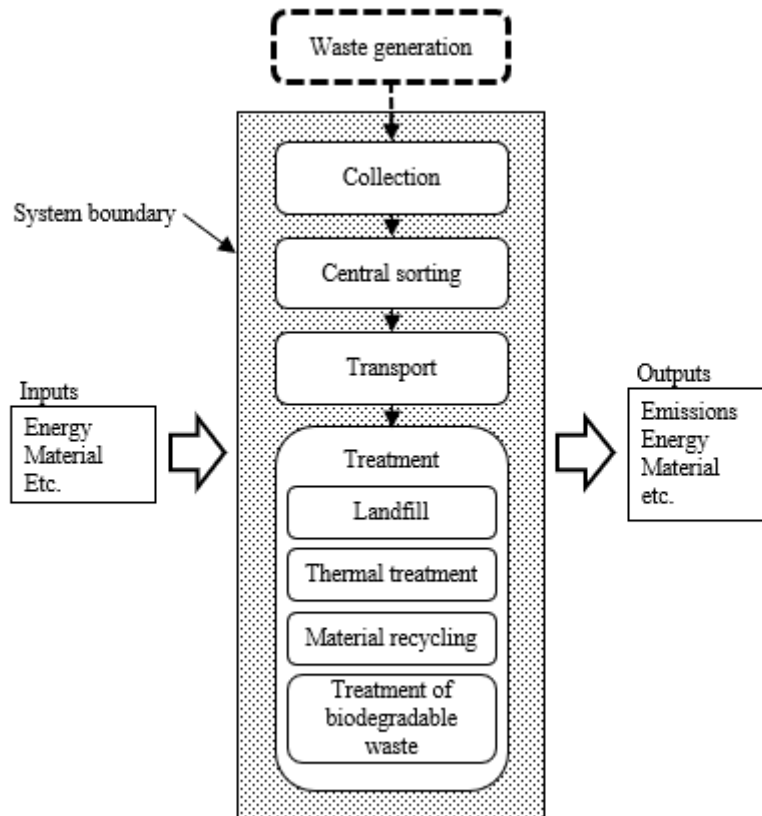 Waste generation
Collection
System boundary
Central sorting
Transport
Inputs
Energy
Material
Etc.
Outputs
Emissions
Energy
Material
etc.
Treatment
Landfill
Thermal treatment
Material recycling
Treatment of
biodegradable
waste